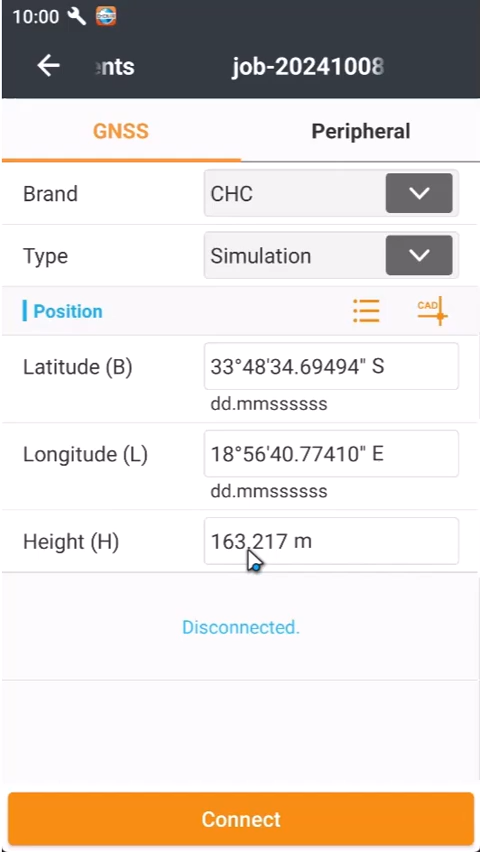 10:00
nts job-20241008
GNSS Peripheral
Brand CHC
Type Simulation
Position CAD
Latitude (B) 33°48'34.69494" S
dd.mmssssss
Longitude (L) 18°56'40.77410" E
dd.mmssssss
Height (H) 163.217 m
Disconnected.
Connect